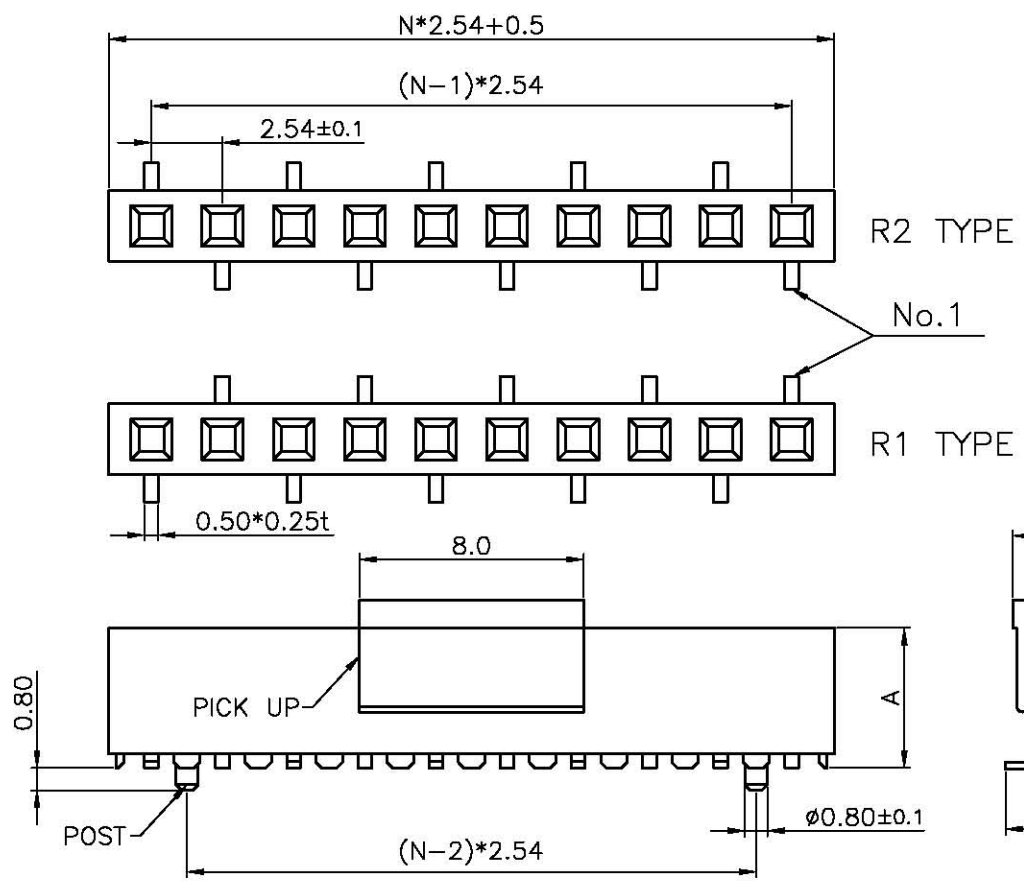 N*2.54+0.5
(N-1)*2.54
2.54±0.1
R2 TYPE
No.1
R1 TYPE
0.50*0.25t
8.0
0.80
PICK UP
A
POST
ø0.80±0.1
(N-2)*2.54